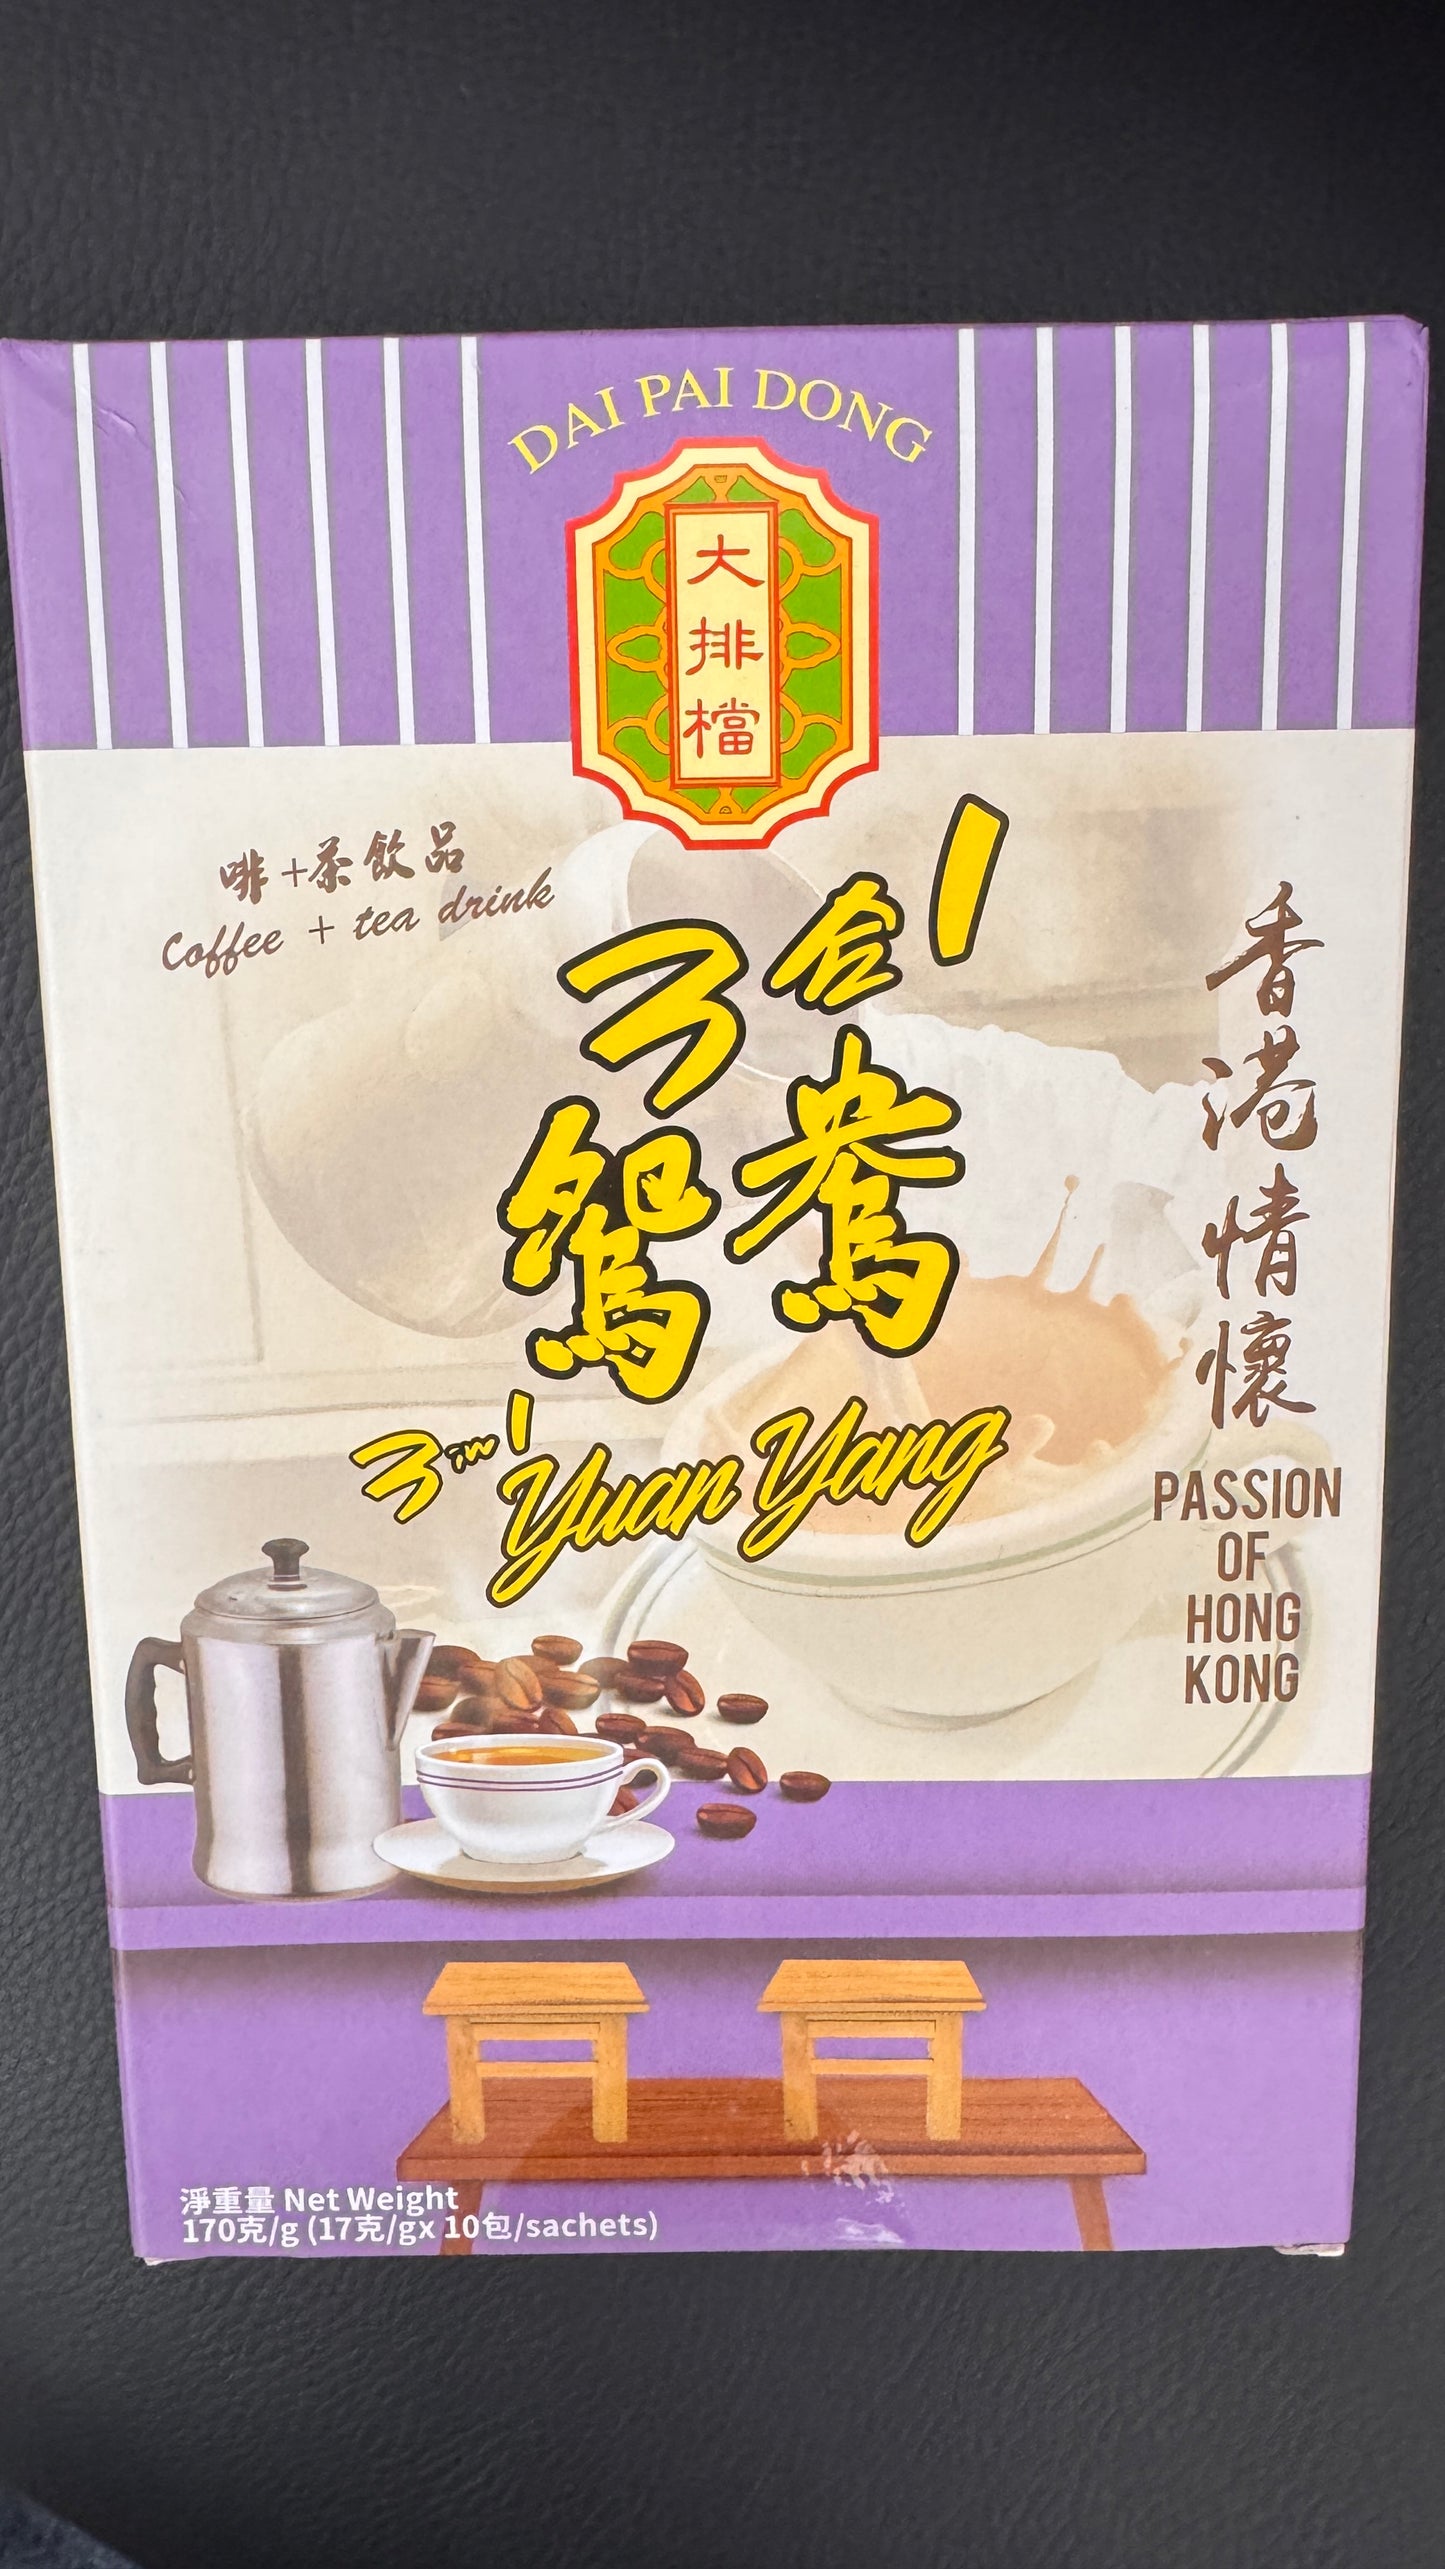 DAI PAI DONG
大排檔
啡+茶飲品
Coffee + tea drink
3合1
鴛鴦
3in1 Yuan Yang
香港情懷
PASSION
OF
HONG
KONG
淨重量 Net Weight
170克/g (17克/gx 10包/sachets)